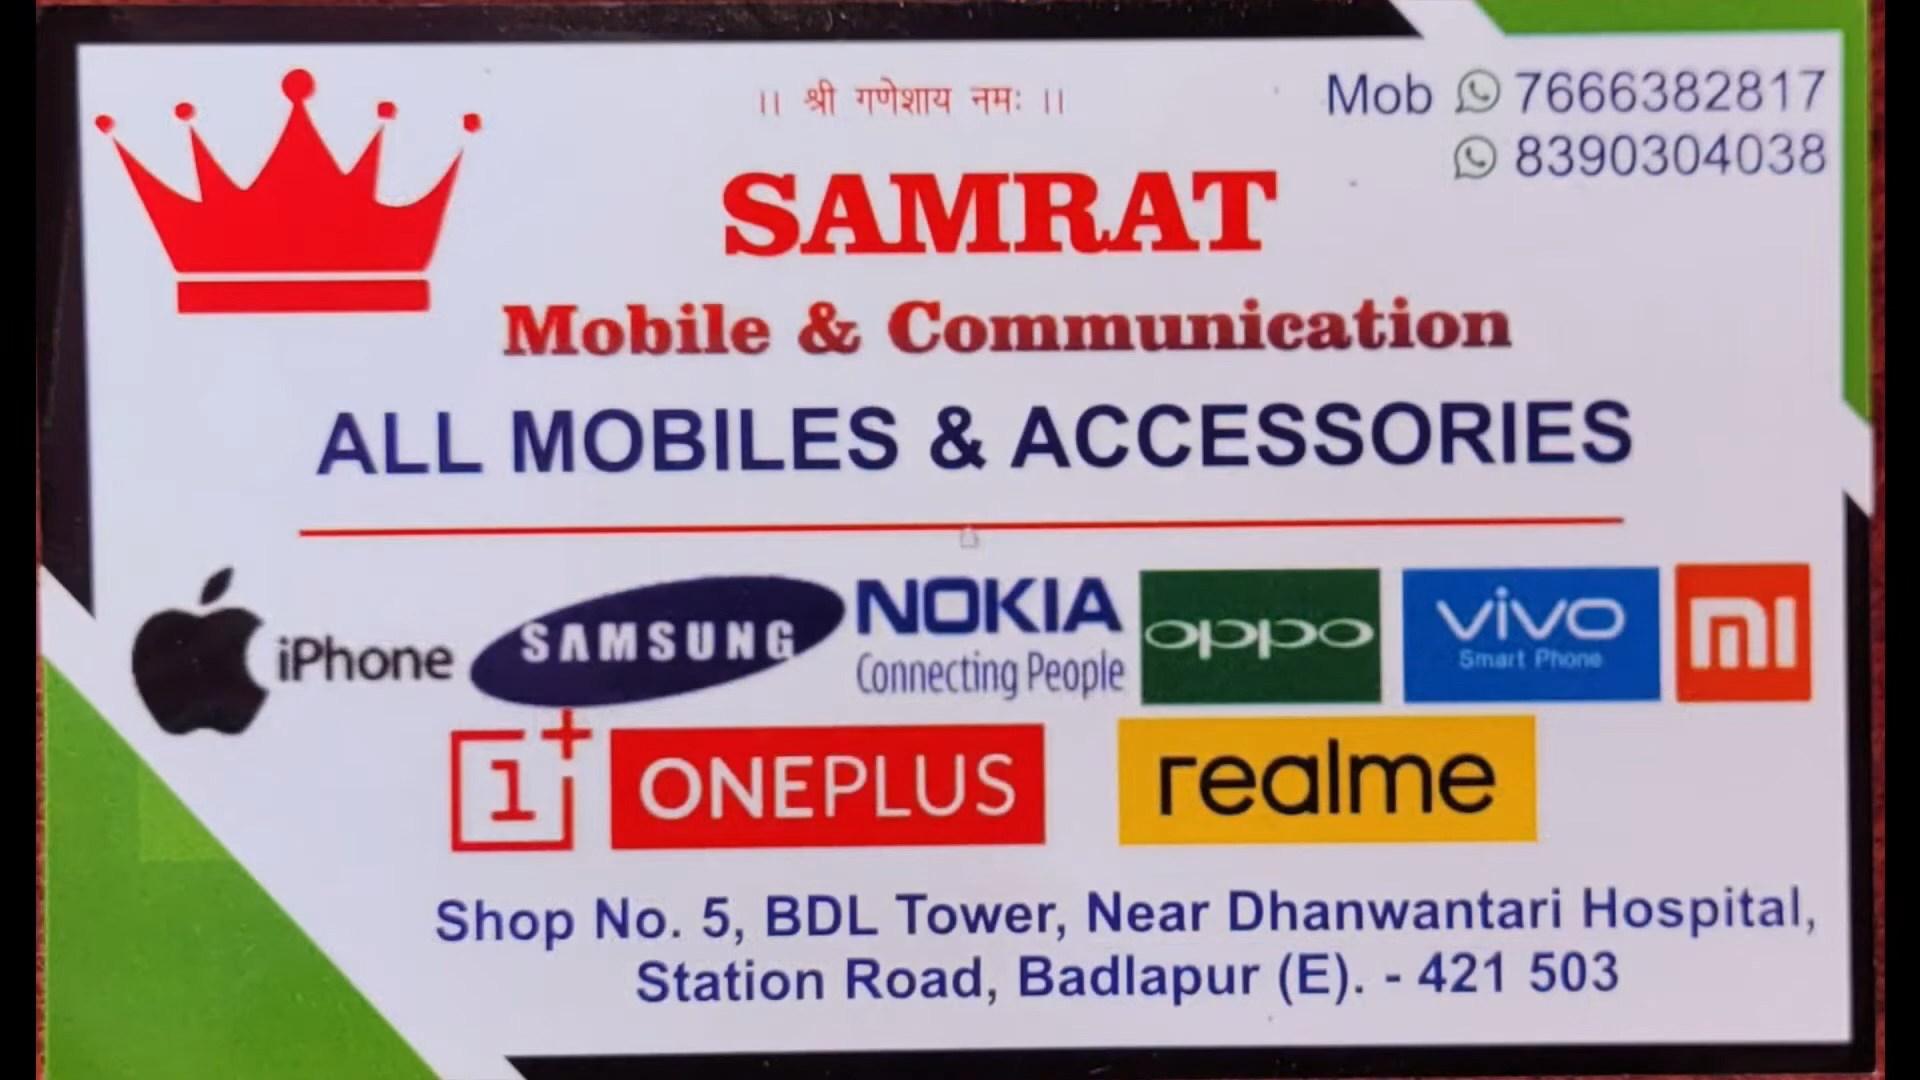 ।। श्री गणेशाय नमः ।।
Mob 7666382817
8390304038
SAMRAT
Mobile & Communication
ALL MOBILES & ACCESSORIES
iPhone SAMSUNG NOKIA oppo vivo mi
Connecting People Smart Phone
1+ ONEPLUS realme
Shop No. 5, BDL Tower, Near Dhanwantari Hospital,
Station Road, Badlapur (E). - 421 503